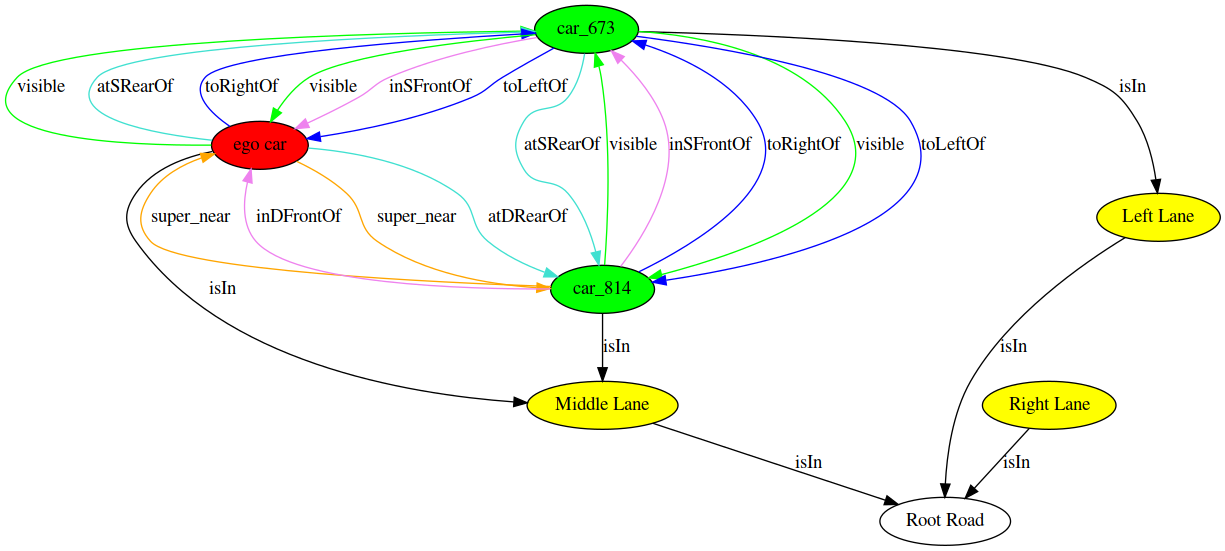 car_673
visible
atSRearOf
toRightOf
visible
inSFrontOf
toLeftOf
isIn
ego car
atSRearOf
visible
inSFrontOf
toRightOf
visible
toLeftOf
super_near
inDFrontOf
super_near
atDRearOf
Left Lane
isIn
car_814
isIn
isIn
Middle Lane
Right Lane
isIn
isIn
Root Road